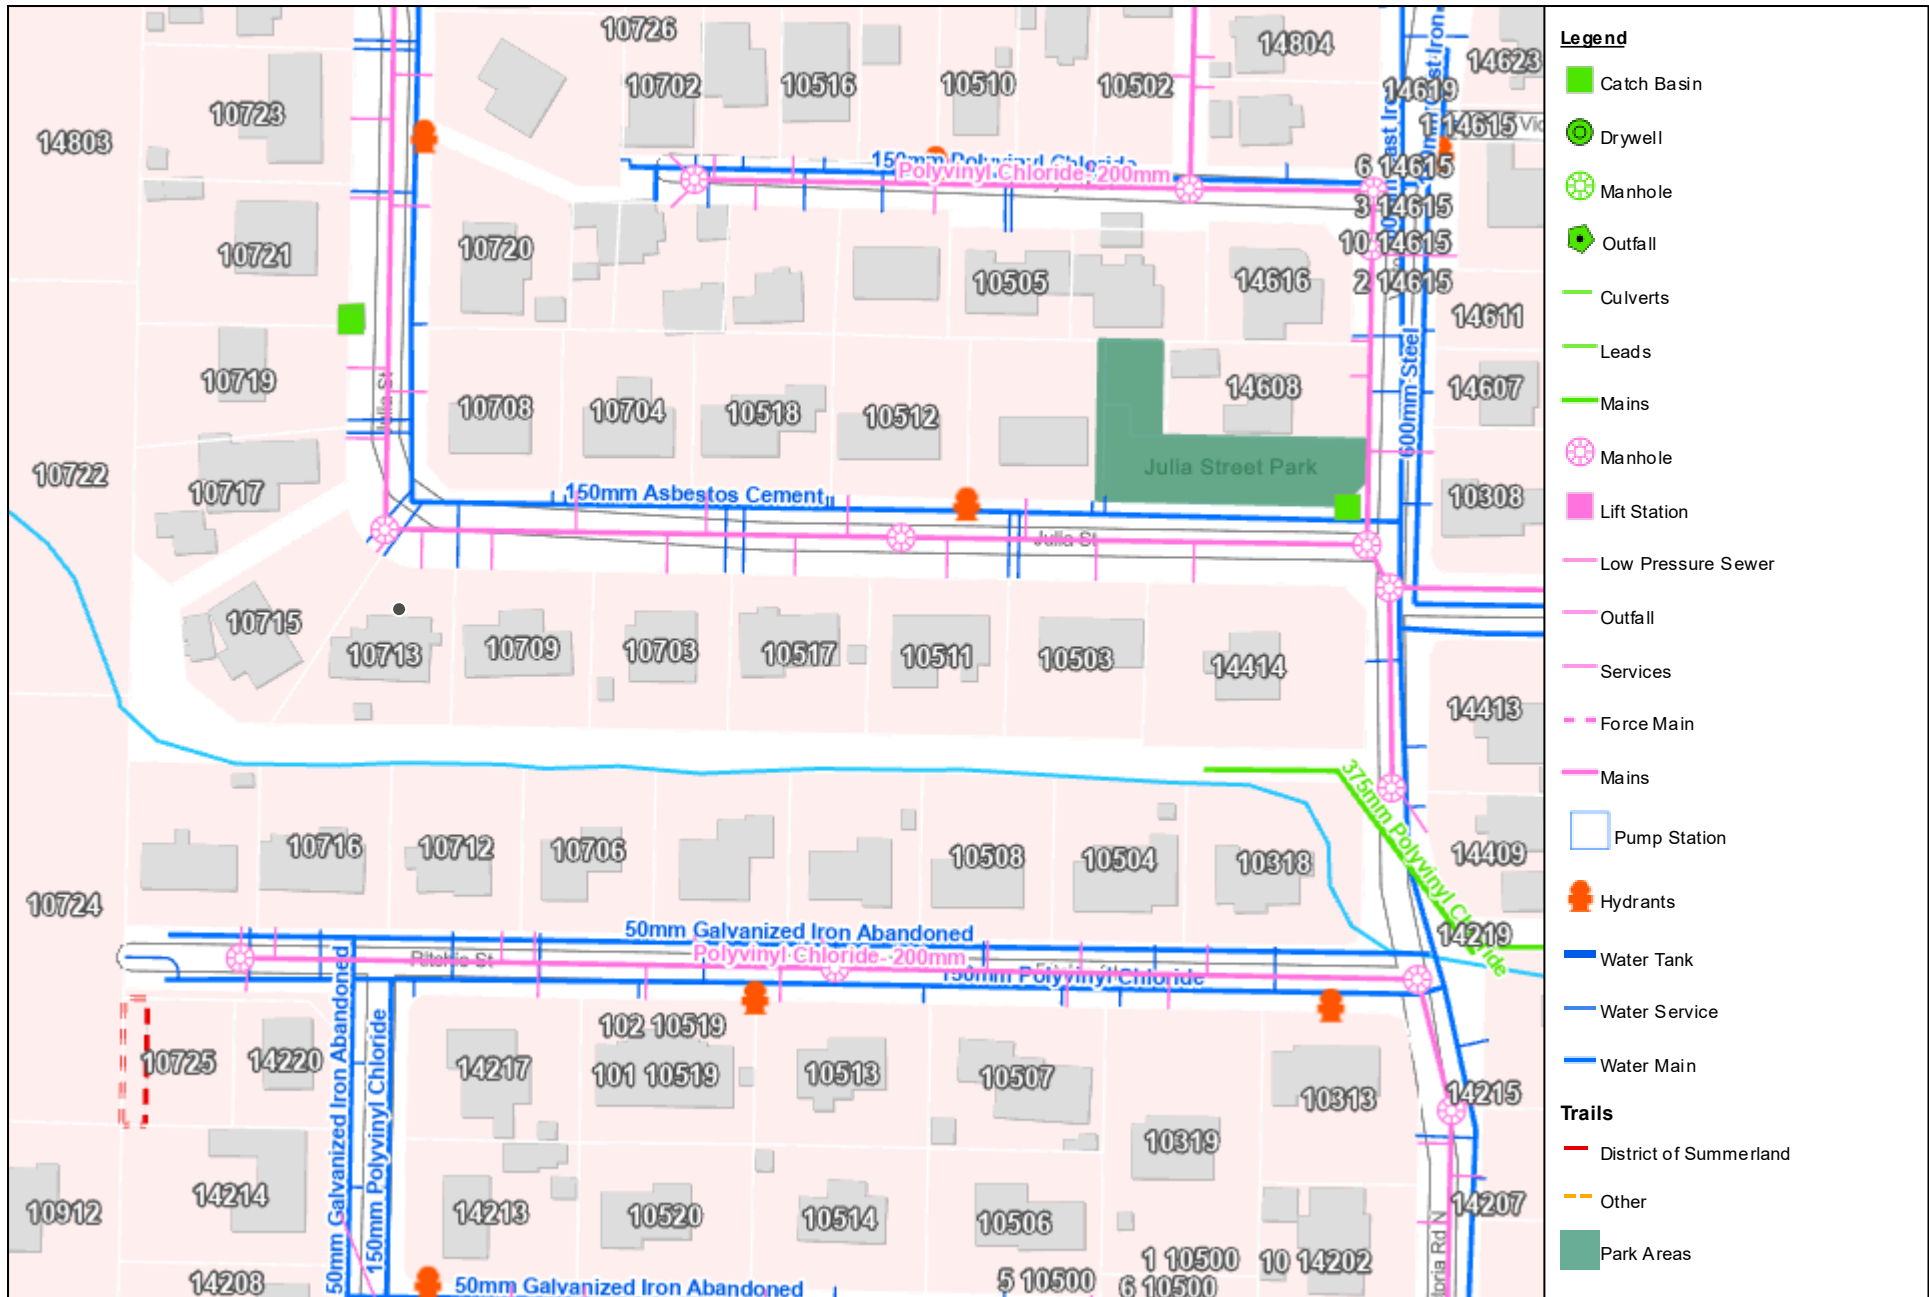 10726
14804
14623
10723
10702
10516
10510
10502
14619
14803
14615
150mm Polyvinyl Chloride
Polyvinyl Chloride- 200mm
6 14615
3 14615
10721
10720
10 14615
10505
14616
2 14615
14611
600mm-Steel
10719
10708
10704
10518
10512
14608
14607
Julia Street Park
10722
10717
150mm Asbestos Cement
10308
Julia St
10715
10713
10709
10703
10517
10511
10503
14414
14413
375mm Polyvinyl Chloride
10716
10712
10706
10508
10504
10318
14409
10724
50mm Galvanized Iron Abandoned
14219
Ritchie St
Polyvinyl Chloride- 200mm
150mm Polyvinyl Chloride
50mm Galvanized Iron Abandoned
150mm Polyvinyl Chloride
10725
14220
14217
102 10519
101 10519
10513
10507
10313
14215
10319
10912
14214
14213
10520
10514
10506
14207
14208
50mm Galvanized Iron Abandoned
5 10500
1 10500
6 10500
10 14202
toria Rd N
Legend
Catch Basin
Drywell
Manhole
Outfall
Culverts
Leads
Mains
Manhole
Lift Station
Low Pressure Sewer
Outfall
Services
Force Main
Mains
Pump Station
Hydrants
Water Tank
Water Service
Water Main
Trails
District of Summerland
Other
Park Areas